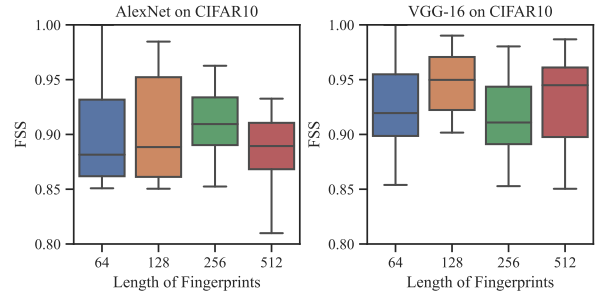 AlexNet on CIFAR10
1.00
0.95
0.90
0.85
0.80
FSS
64 128 256 512
Length of Fingerprints
VGG-16 on CIFAR10
1.00
0.95
0.90
0.85
0.80
FSS
64 128 256 512
Length of Fingerprints